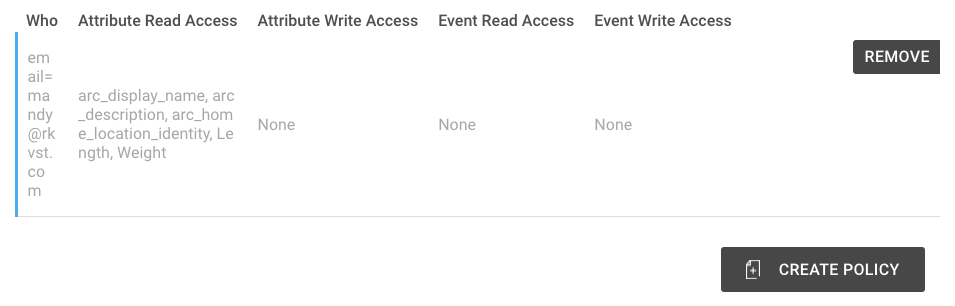 Who Attribute Read Access Attribute Write Access Event Read Access Event Write Access
REMOVE
em
ail=
ma
ndy
@rk
vst.
co
m
arc_display_name, arc
_description, arc_hom
e_location_identity, Le
ngth, Weight
None None None
CREATE POLICY